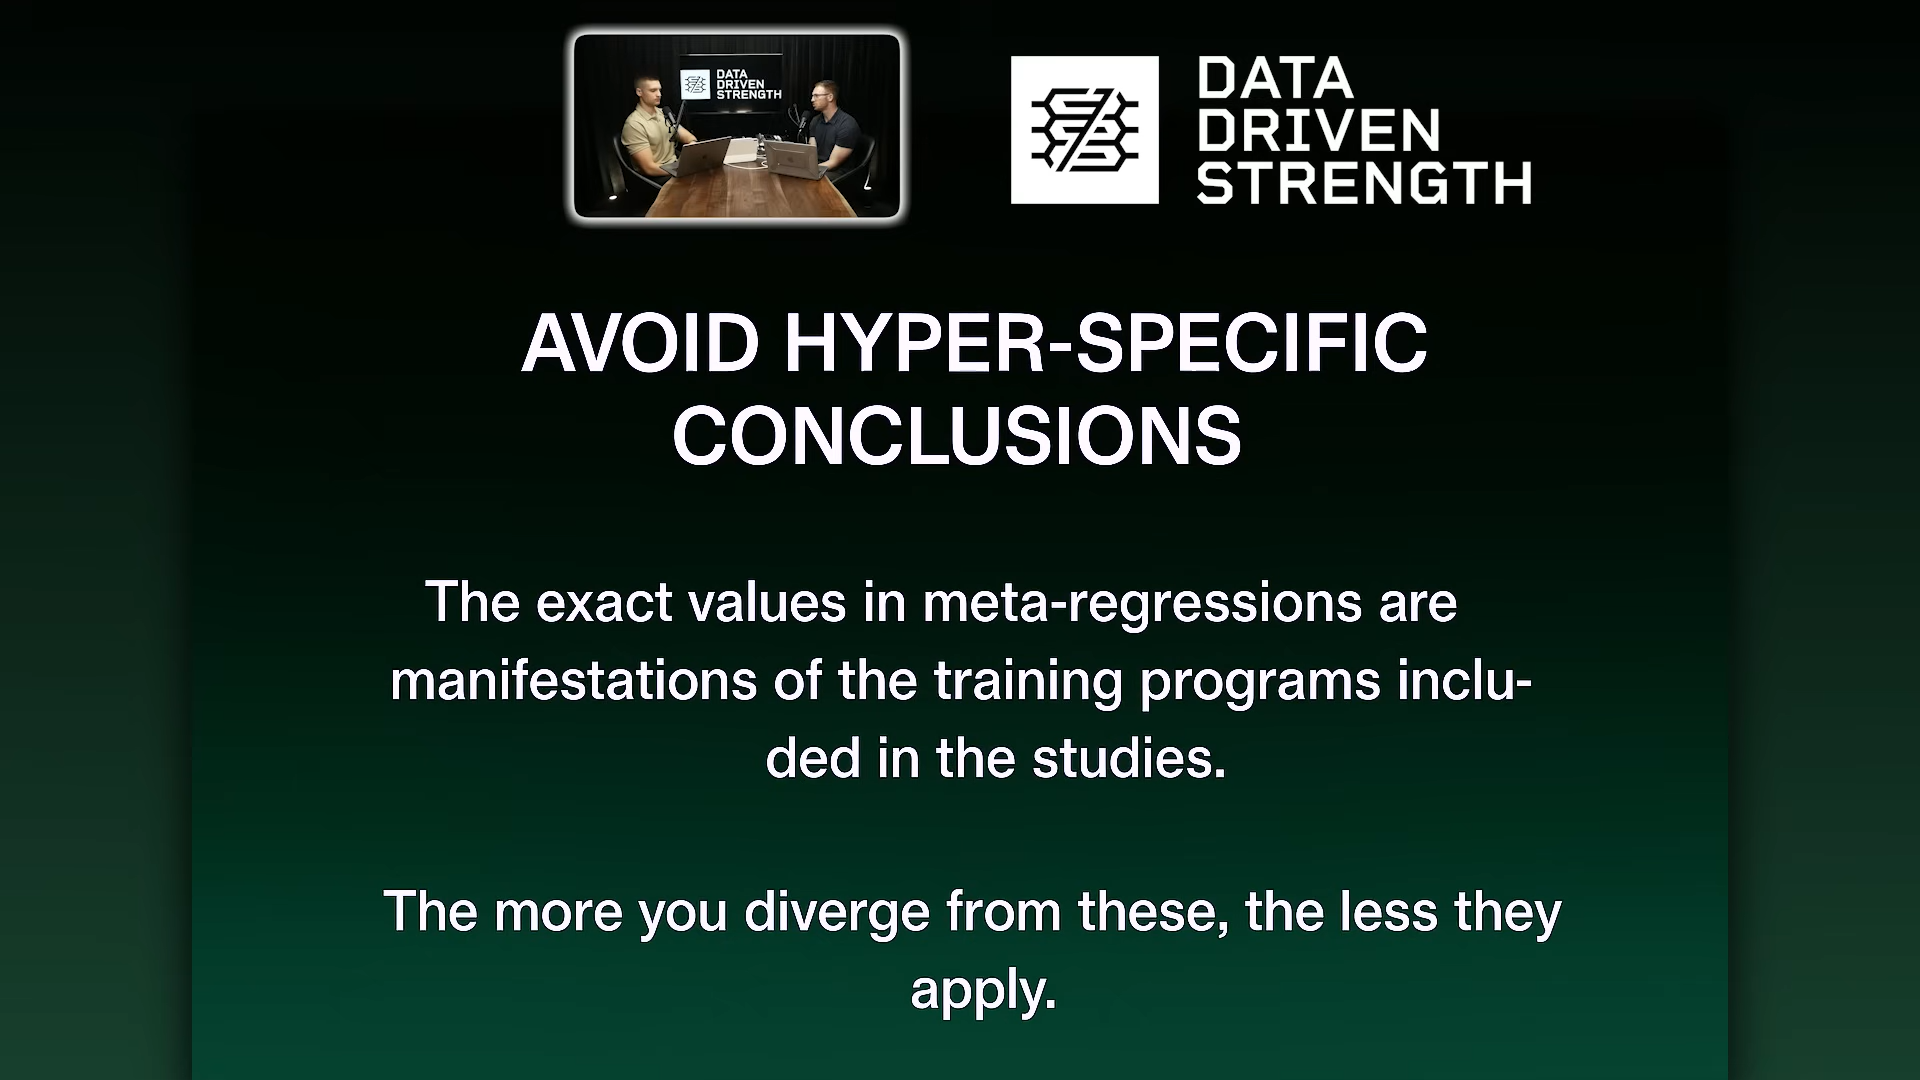 DATA
DRIVEN
STRENGTH
DATA
DRIVEN
STRENGTH
AVOID HYPER-SPECIFIC
CONCLUSIONS
The exact values in meta-regressions are
manifestations of the training programs inclu-
ded in the studies.
The more you diverge from these, the less they
apply.